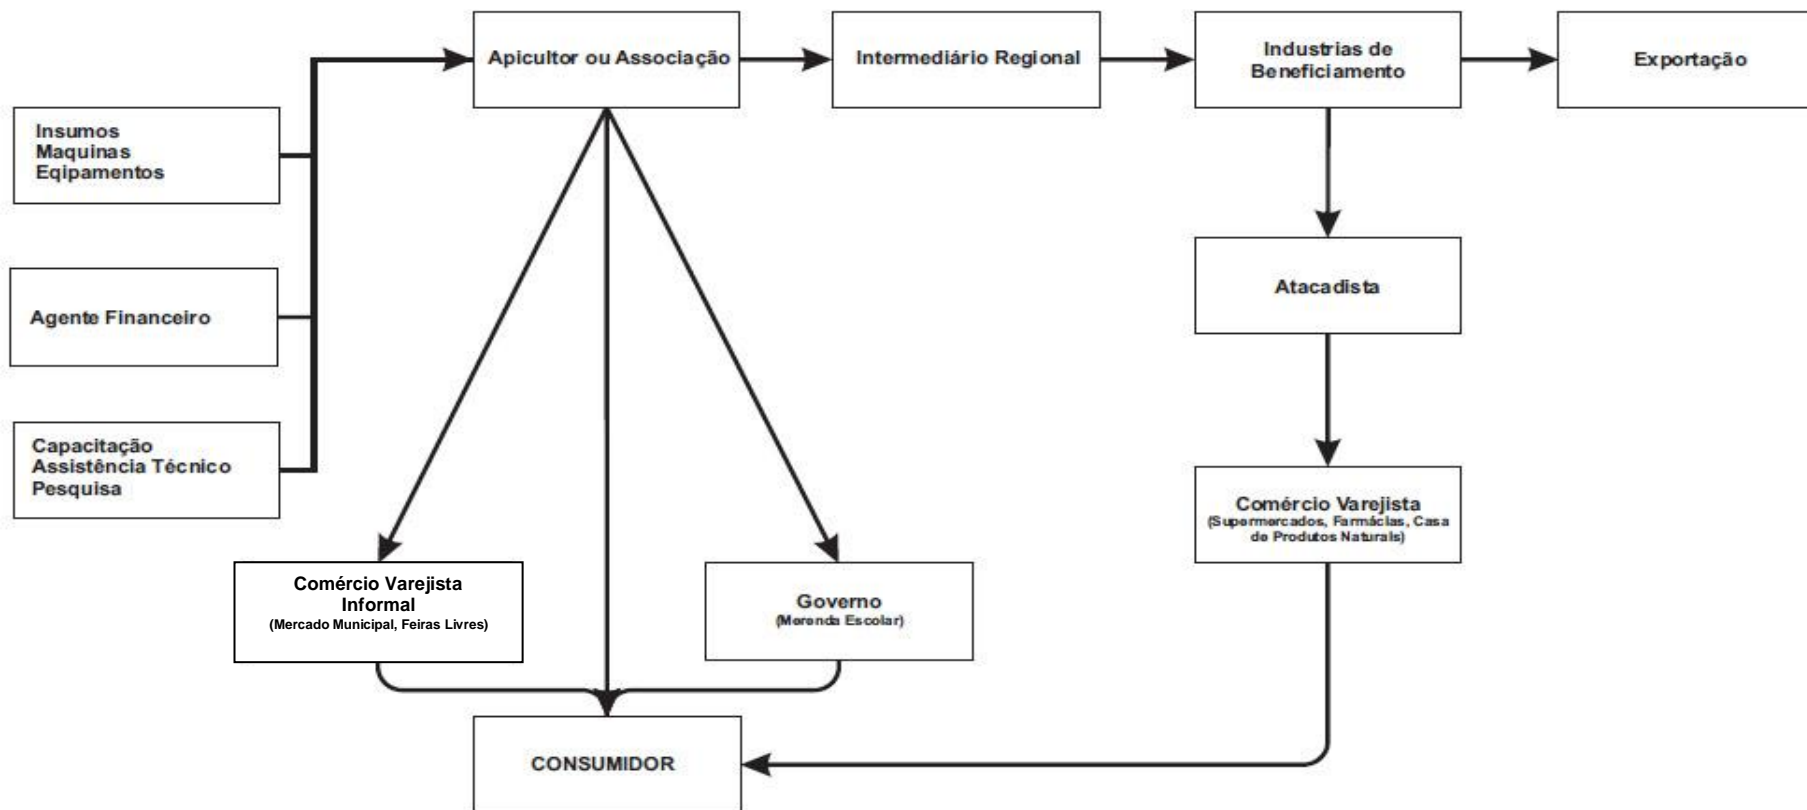 Apicultor ou Associação
Intermediário Regional
Industrias de
Beneficiamento
Exportação
Insumos
Maquinas
Eqipamentos
Agente Financeiro
Atacadista
Capacitação
Assistência Técnico
Pesquisa
Comércio Varejista
(Supermercados, Farmácias, Casa
de Produtos Naturais)
Comércio Varejista
Informal
(Mercado Municipal, Feiras Livres)
Governo
(Merenda Escolar)
CONSUMIDOR